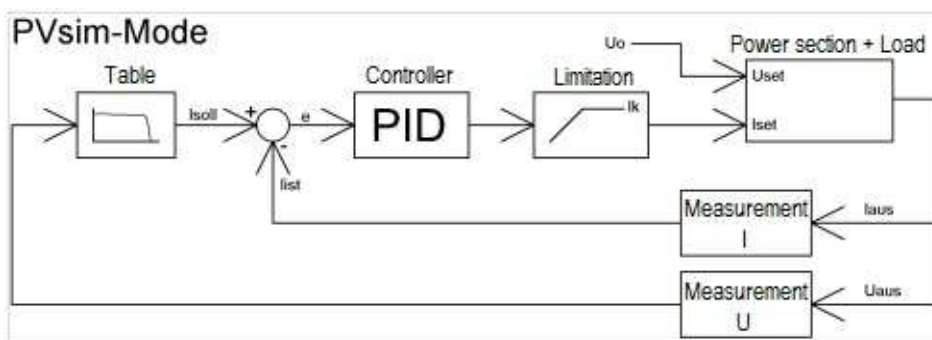 PVsim-Mode
Uo
Power section + Load
Table
Controller
Limitation
Uset
Isoll
+
e
PID
Ik
Iset
-
Iist
Measurement
I
Iaus
Measurement
U
Uaus